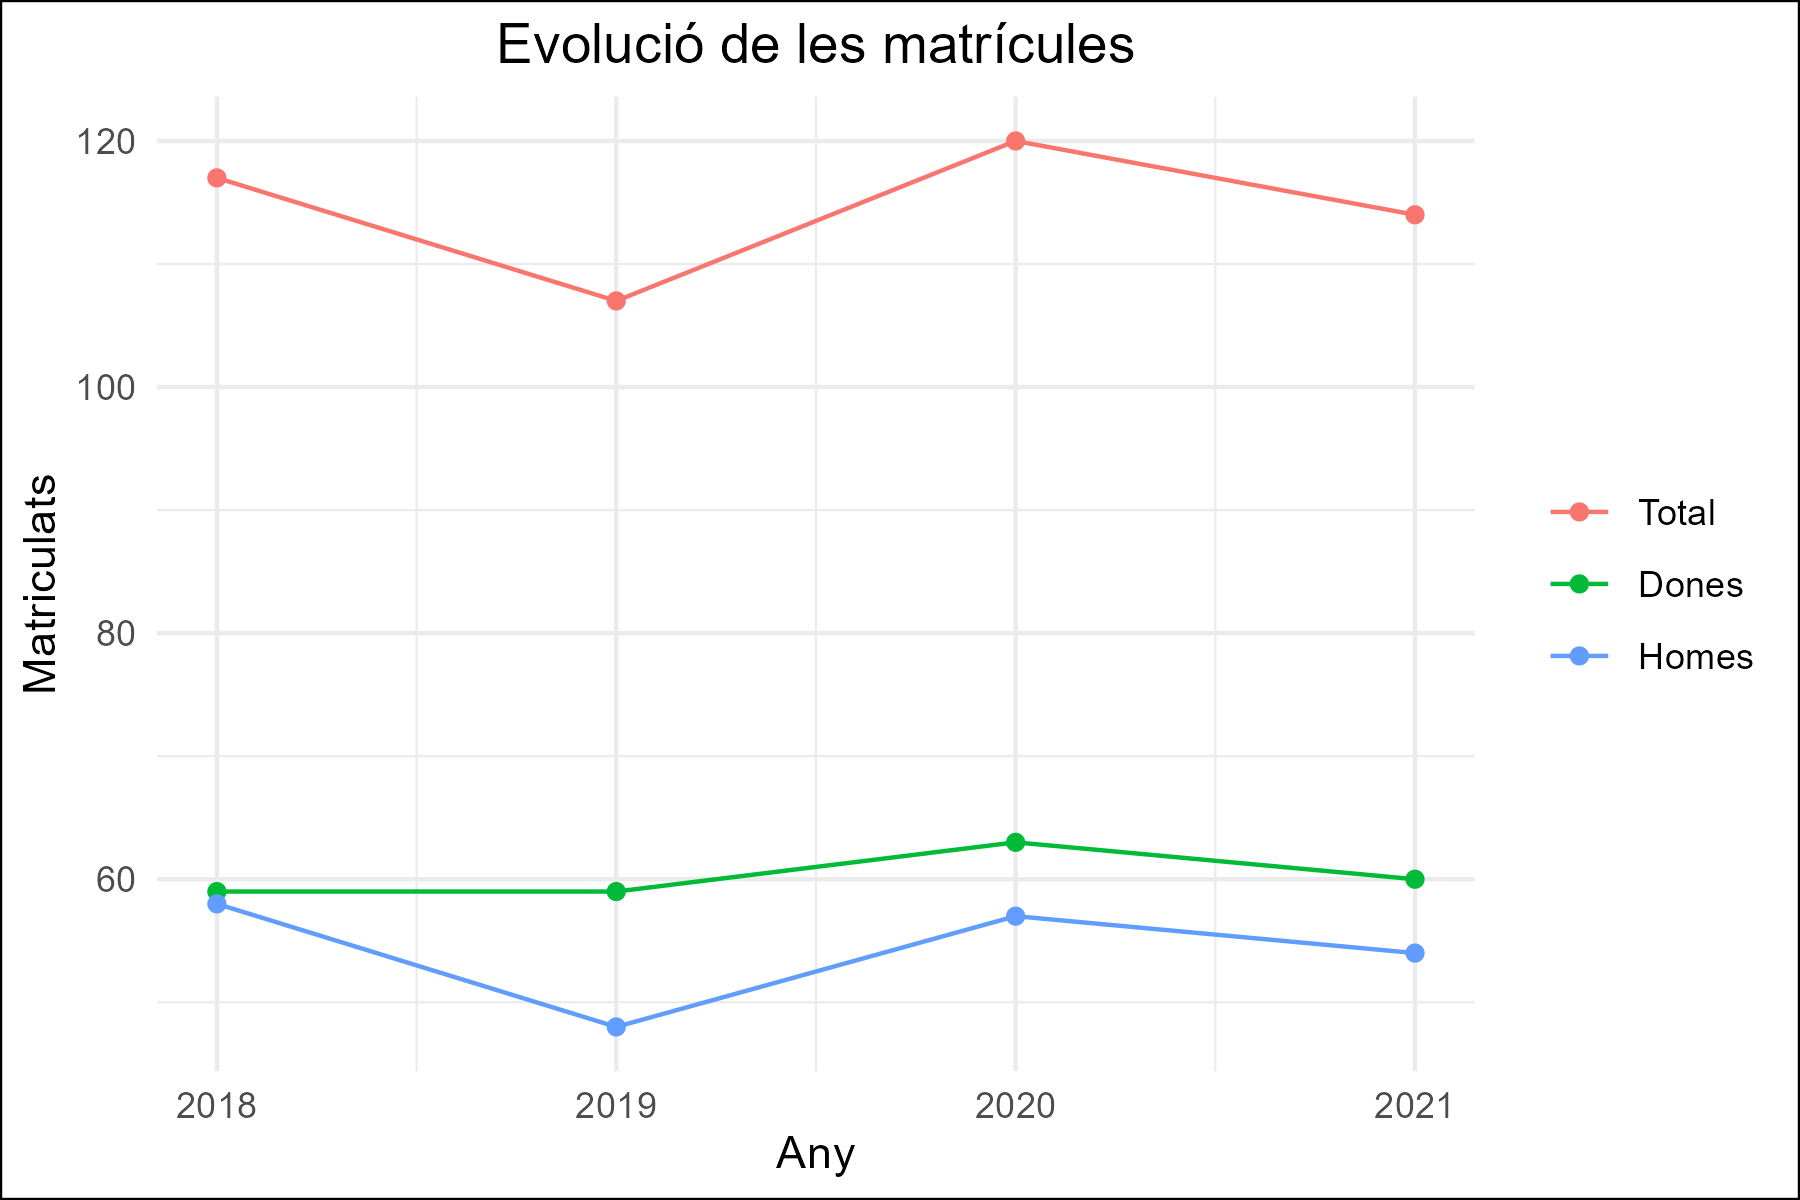 Evolució de les matrícules
120
100
80
60
Matriculats
2018 2019 2020 2021
Any
Total
Dones
Homes